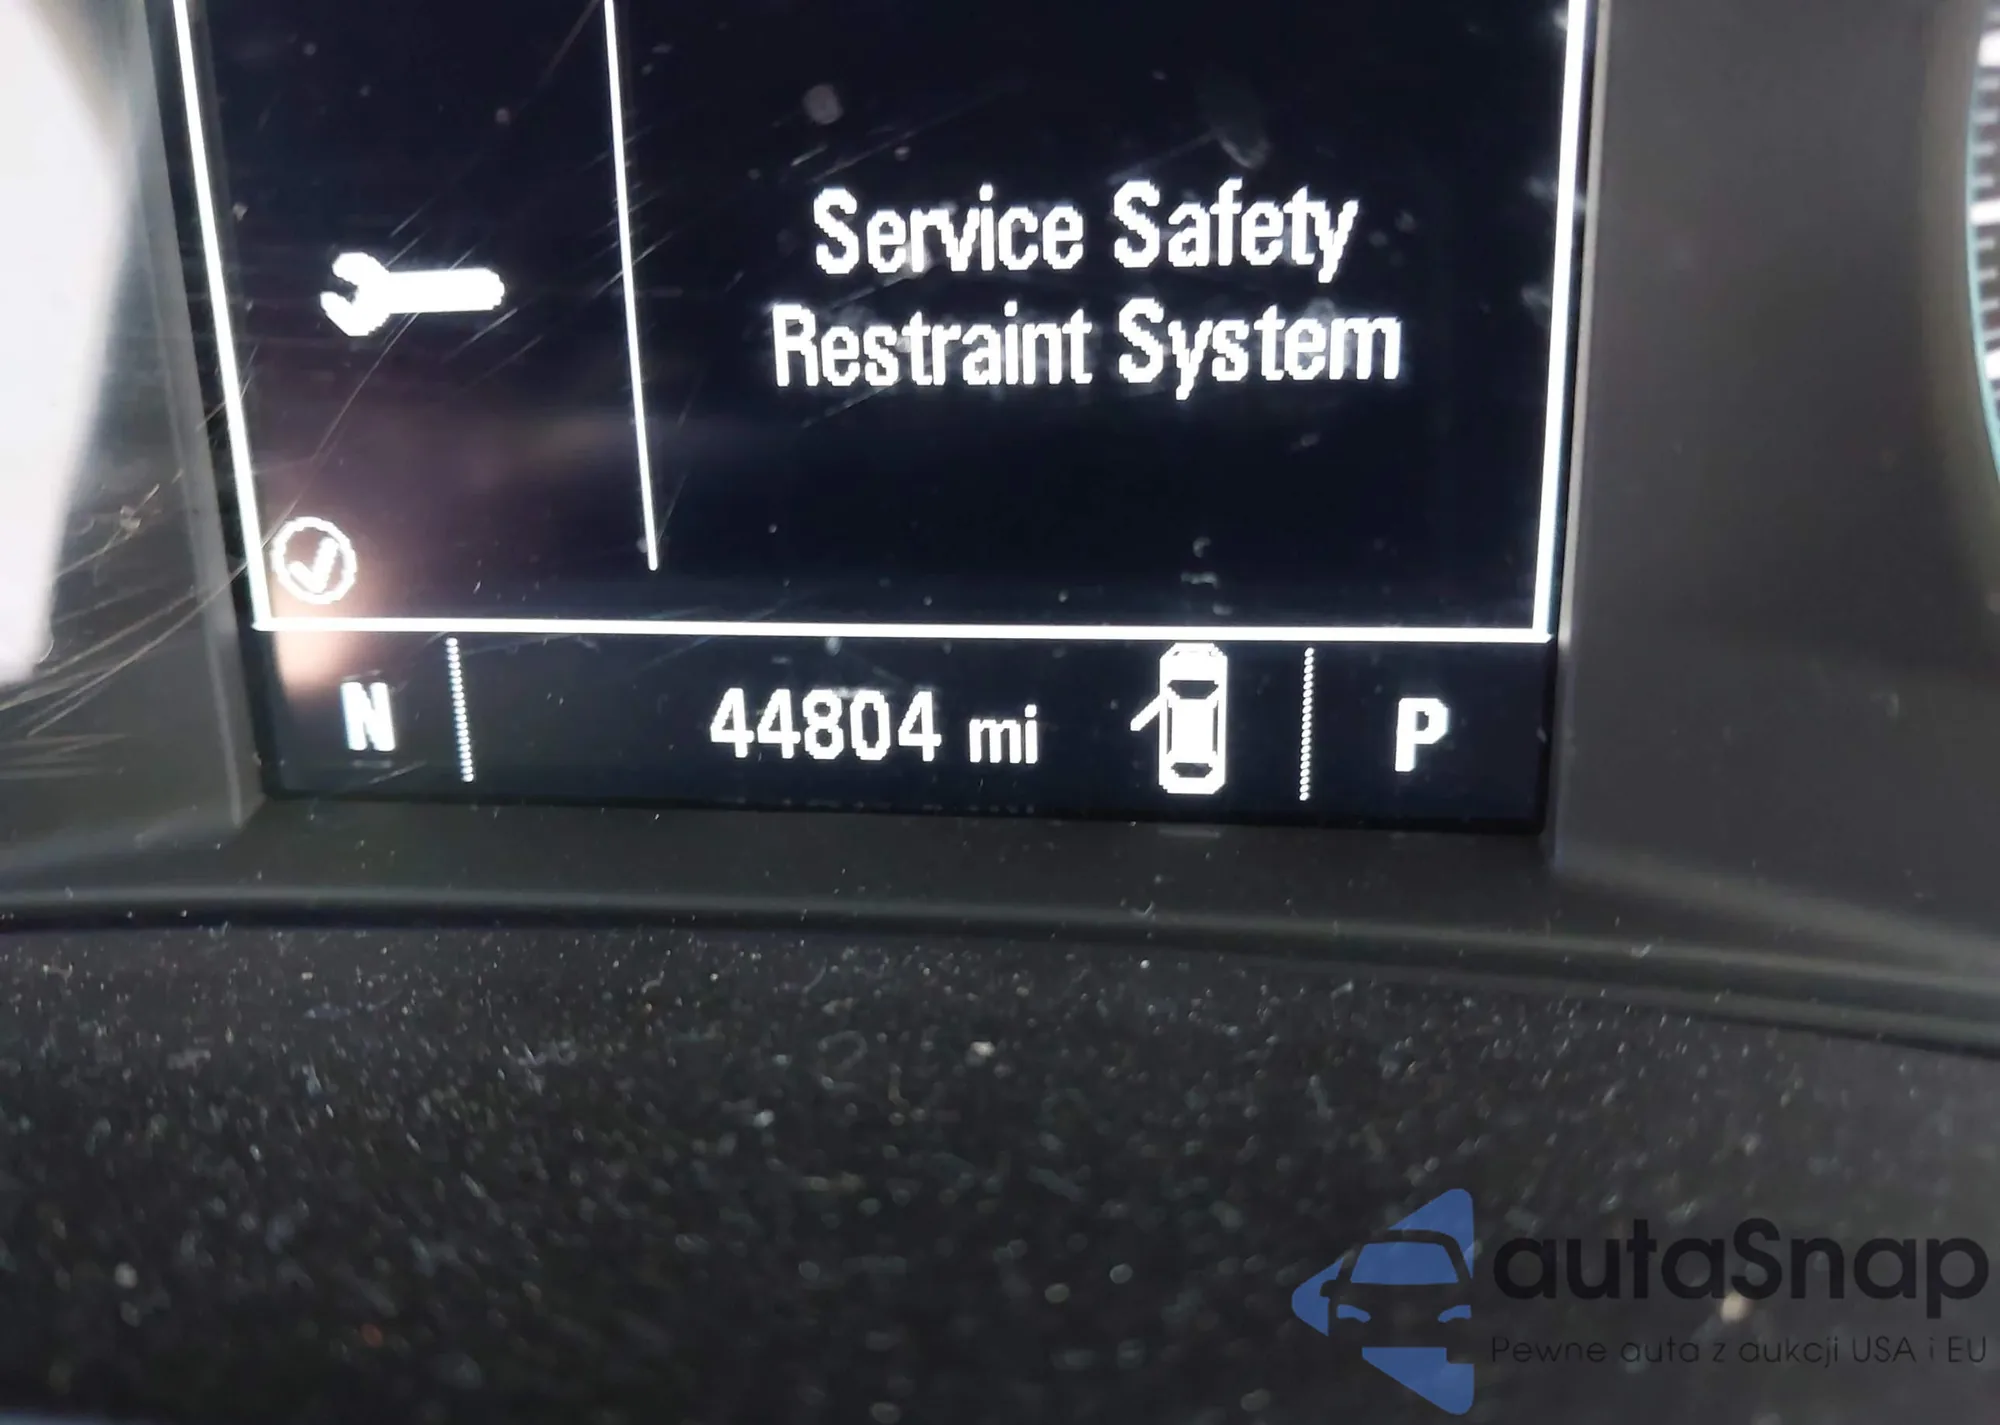 Service Safety
Restraint System
N
44804 mi
P
autaSnap
Pewne auta z aukcji USA i EU